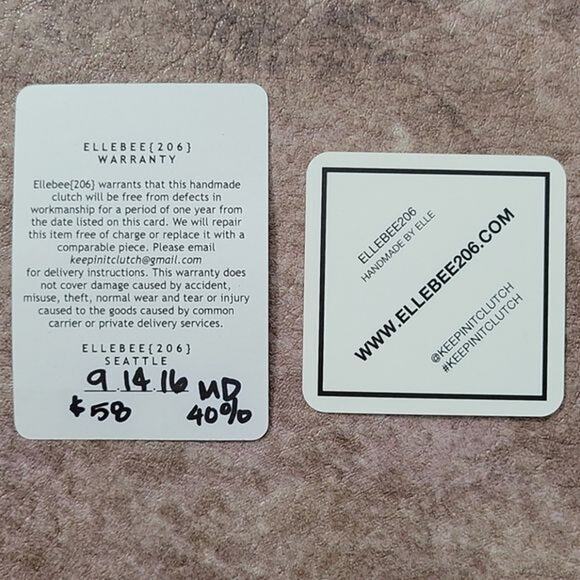 ELLEBEE{206}
WARRANTY
Ellebee{206} warrants that this handmade
clutch will be free from defects in
workmanship for a period of one year from
the date listed on this card. We will repair
this item free of charge or replace it with a
comparable piece. Please email
keepinitclutch@gmail.com
for delivery instructions. This warranty does
not cover damage caused by accident,
misuse, theft, normal wear and tear or injury
caused to the goods caused by common
carrier or private delivery services.
ELLEBEE{206}
SEATTLE
9.14.16 ND
$58 40%
ELLEBEE206
HANDMADE BY ELLE
WWW.ELLEBEE206.COM
@KEEPINITCLUTCH
#KEEPINITCLUTCH